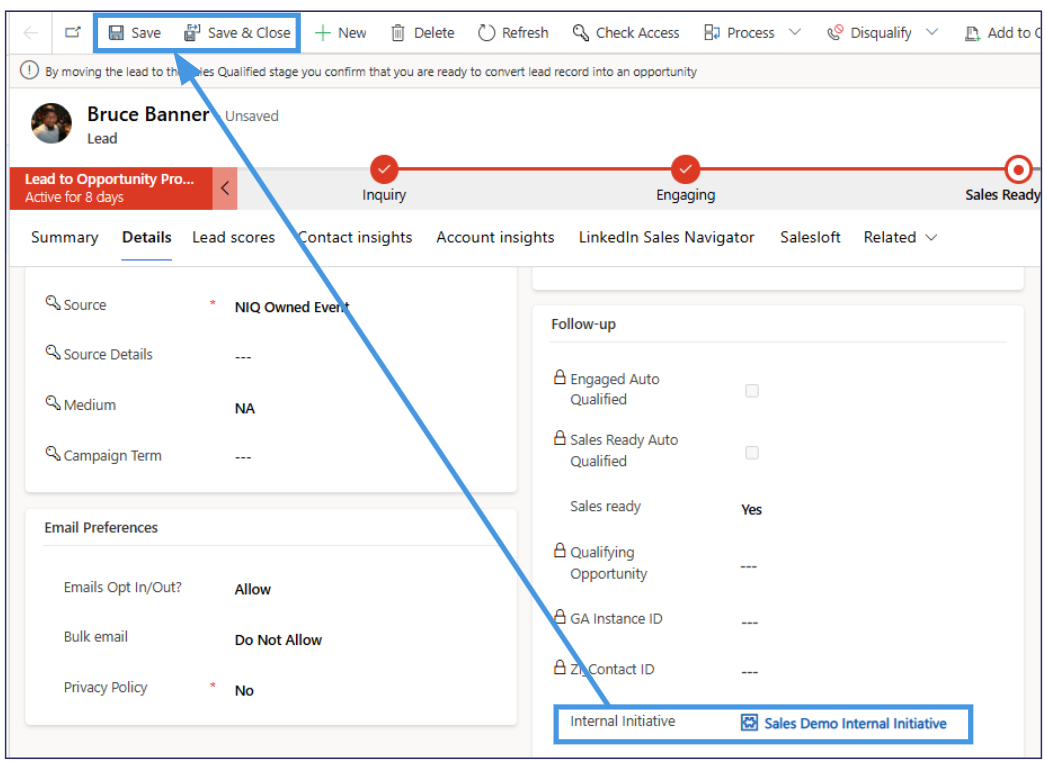 Save Save & Close New Delete Refresh Check Access Process Disqualify Add to
By moving the lead to the Sales Qualified stage you confirm that you are ready to convert lead record into an opportunity
Bruce Banner - Unsaved
Lead
Lead to Opportunity Pro...
Active for 8 days
Inquiry
Engaging
Sales Ready
Summary Details Lead scores Contact insights Account insights LinkedIn Sales Navigator Salesloft Related
Source * NIQ Owned Event
Source Details ---
Medium NA
Campaign Term ---
Email Preferences
Emails Opt In/Out? Allow
Bulk email Do Not Allow
Privacy Policy * No
Follow-up
Engaged Auto
Qualified
Sales Ready Auto
Qualified
Sales ready Yes
Qualifying
Opportunity ---
GA Instance ID ---
ZI_Contact ID ---
Internal Initiative Sales Demo Internal Initiative